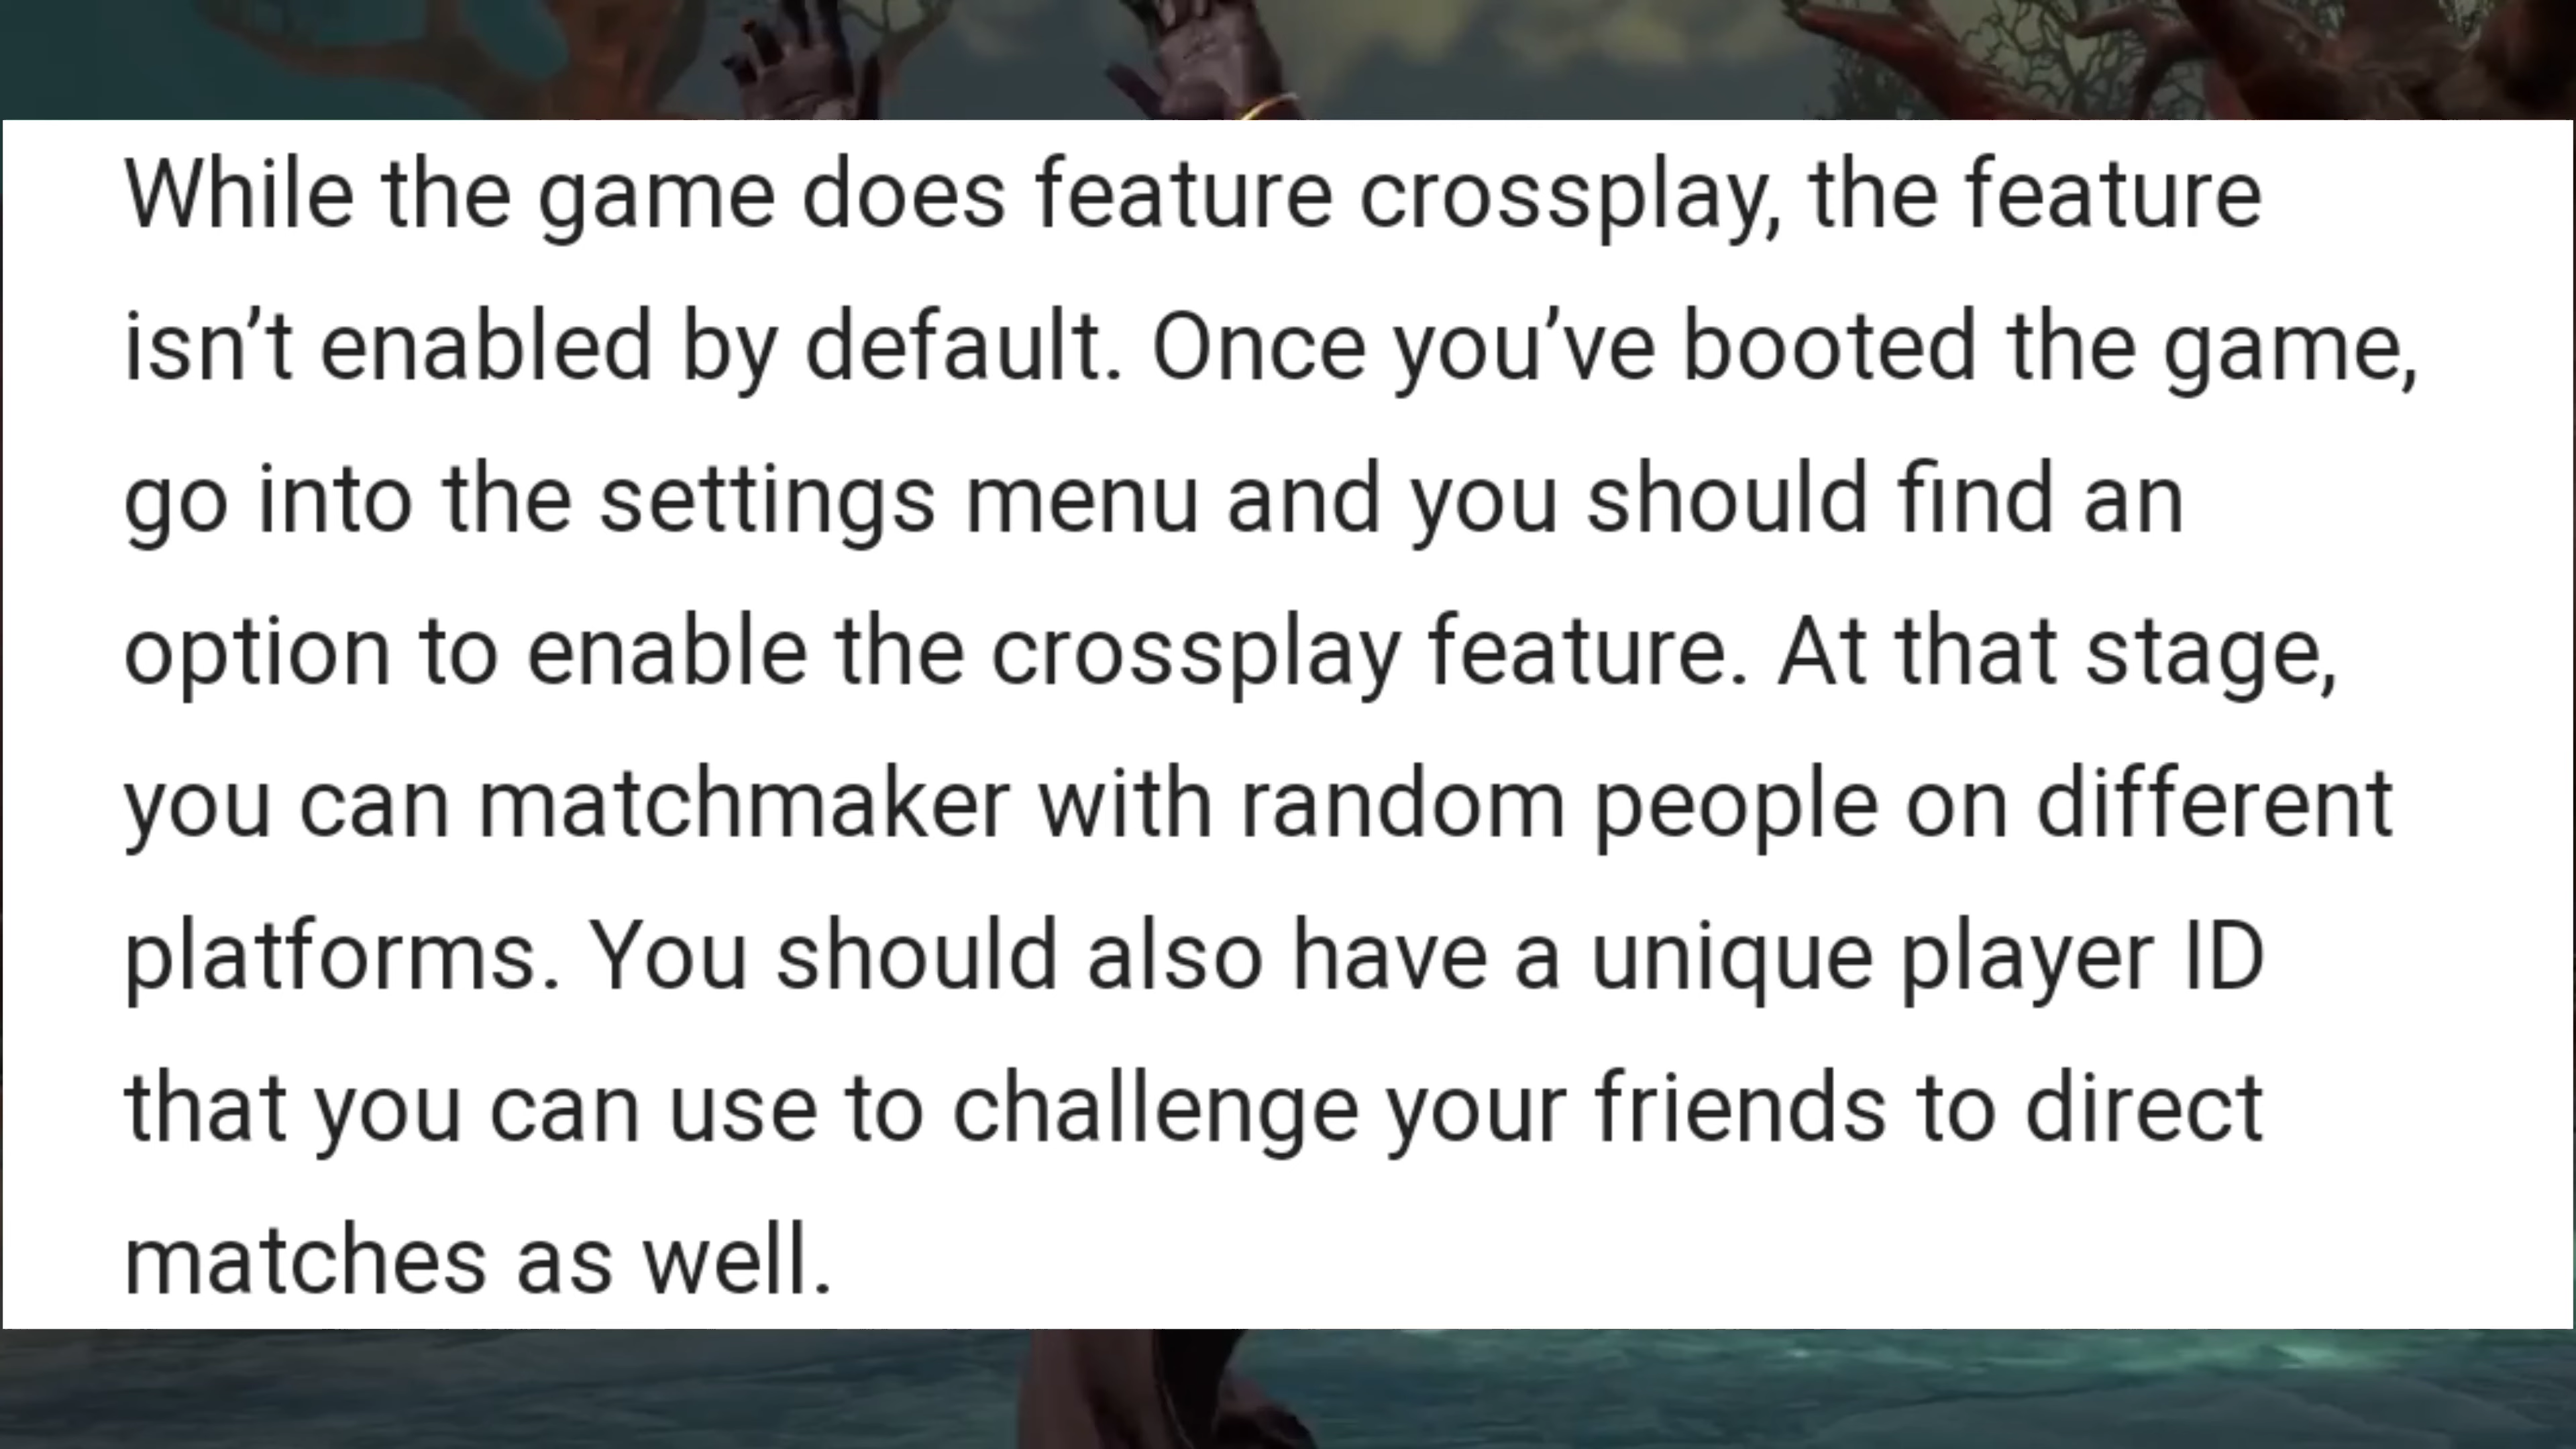 While the game does feature crossplay, the feature
isn’t enabled by default. Once you’ve booted the game,
go into the settings menu and you should find an
option to enable the crossplay feature. At that stage,
you can matchmaker with random people on different
platforms. You should also have a unique player ID
that you can use to challenge your friends to direct
matches as well.